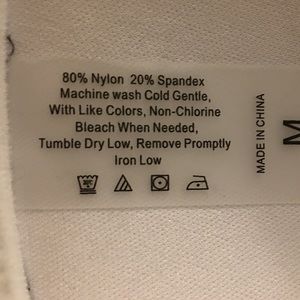 80% Nylon 20% Spandex
Machine wash Cold Gentle,
With Like Colors, Non-Chlorine
Bleach When Needed,
Tumble Dry Low, Remove Promptly
Iron Low
MADE IN CHINA
M